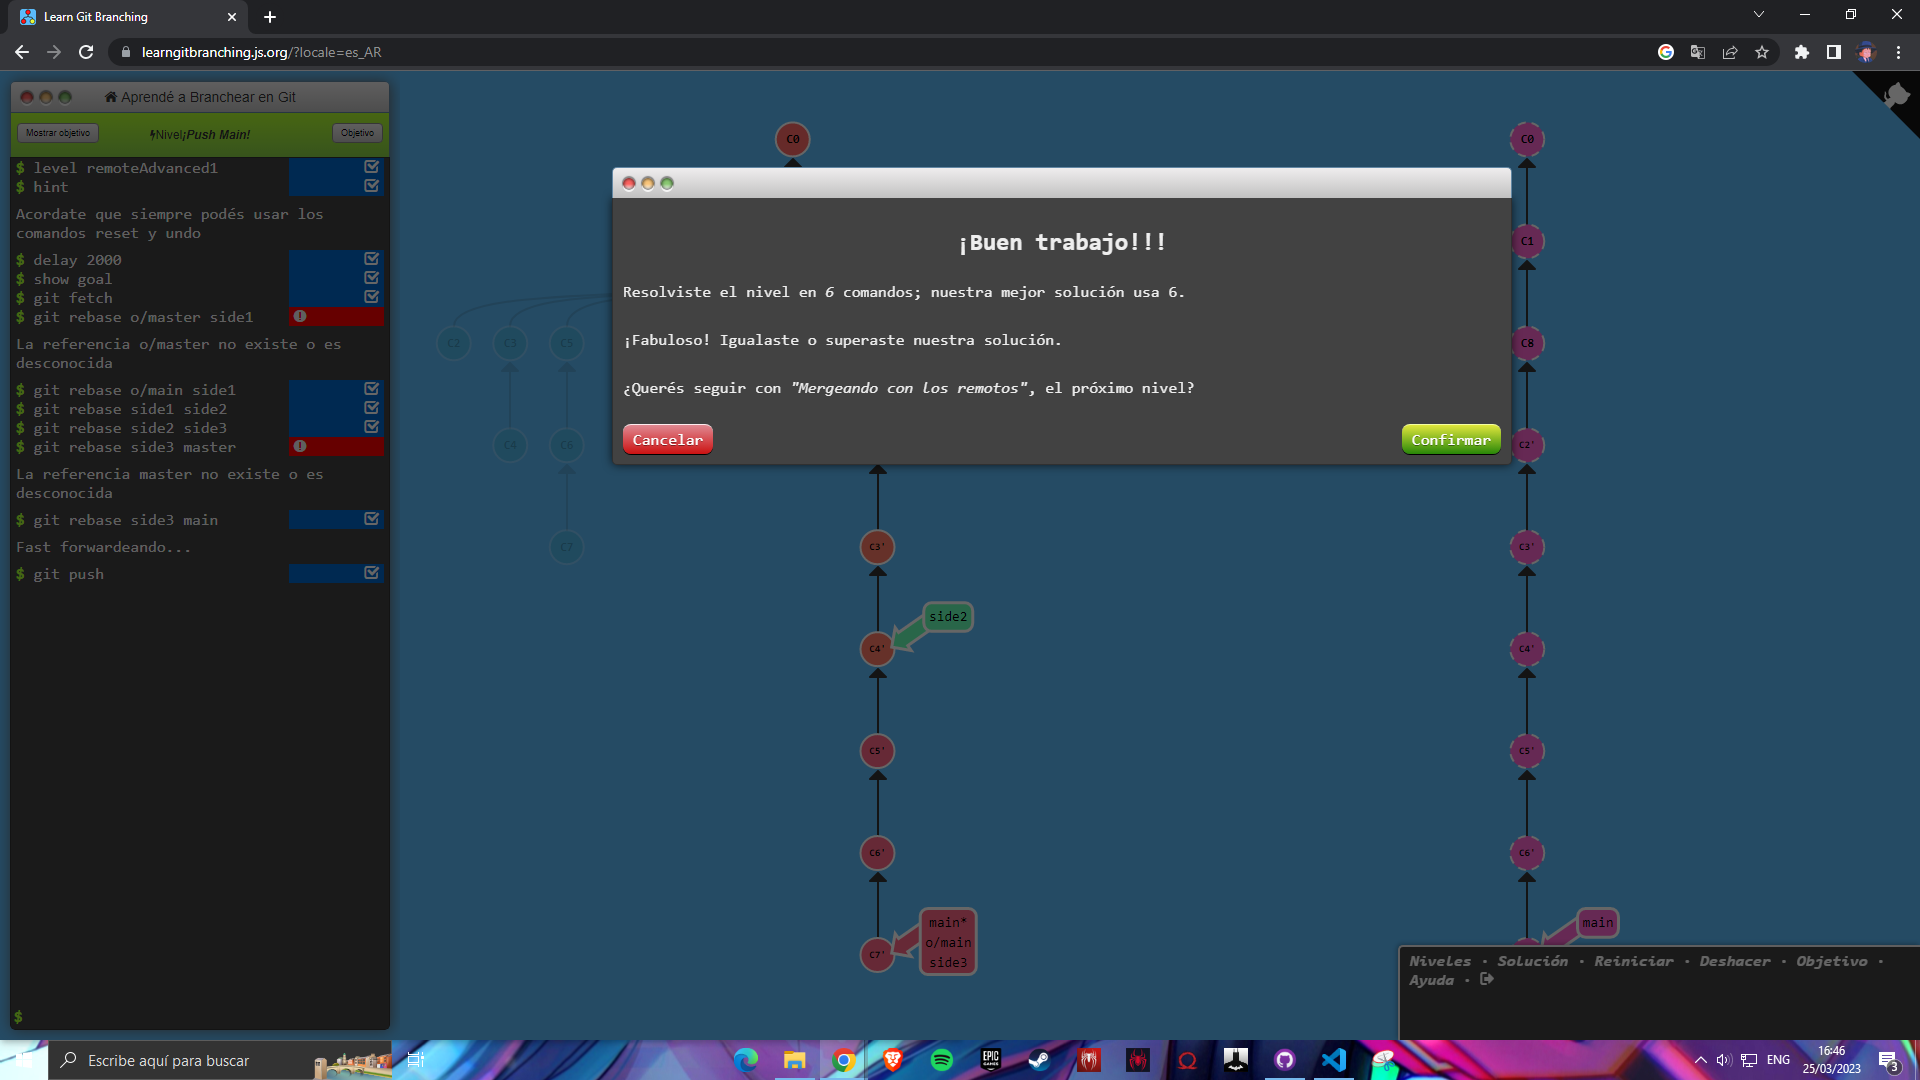 Learn Git Branching
learngitbranching.js.org/?locale=es_AR
Aprendé a Branchear en Git
Mostrar objetivo
Nivel¡Push Main!
Objetivo
$ level remoteAdvanced1
$ hint
Acordate que siempre podés usar los
comandos reset y undo
$ delay 2000
$ show goal
$ git fetch
$ git rebase o/master side1
La referencia o/master no existe o es
desconocida
$ git rebase o/main side1
$ git rebase side1 side2
$ git rebase side2 side3
$ git rebase side3 master
La referencia master no existe o es
desconocida
$ git rebase side3 main
Fast forwardeando...
$ git push
$
C0
C2
C3
C5
C4
C6
C7
¡Buen trabajo!!!
Resolviste el nivel en 6 comandos; nuestra mejor solución usa 6.
¡Fabuloso! Igualaste o superaste nuestra solución.
¿Querés seguir con "Mergeando con los remotos", el próximo nivel?
Cancelar
Confirmar
C3'
side2
C4'
C5'
C6'
C7'
main*
o/main
side3
C0
C1
C8
C2'
C3'
C4'
C5'
C6'
main
Niveles · Solución · Reiniciar · Deshacer · Objetivo ·
Ayuda ·
Escribe aquí para buscar
EPIC
GAMES
ENG
16:46
25/03/2023
3